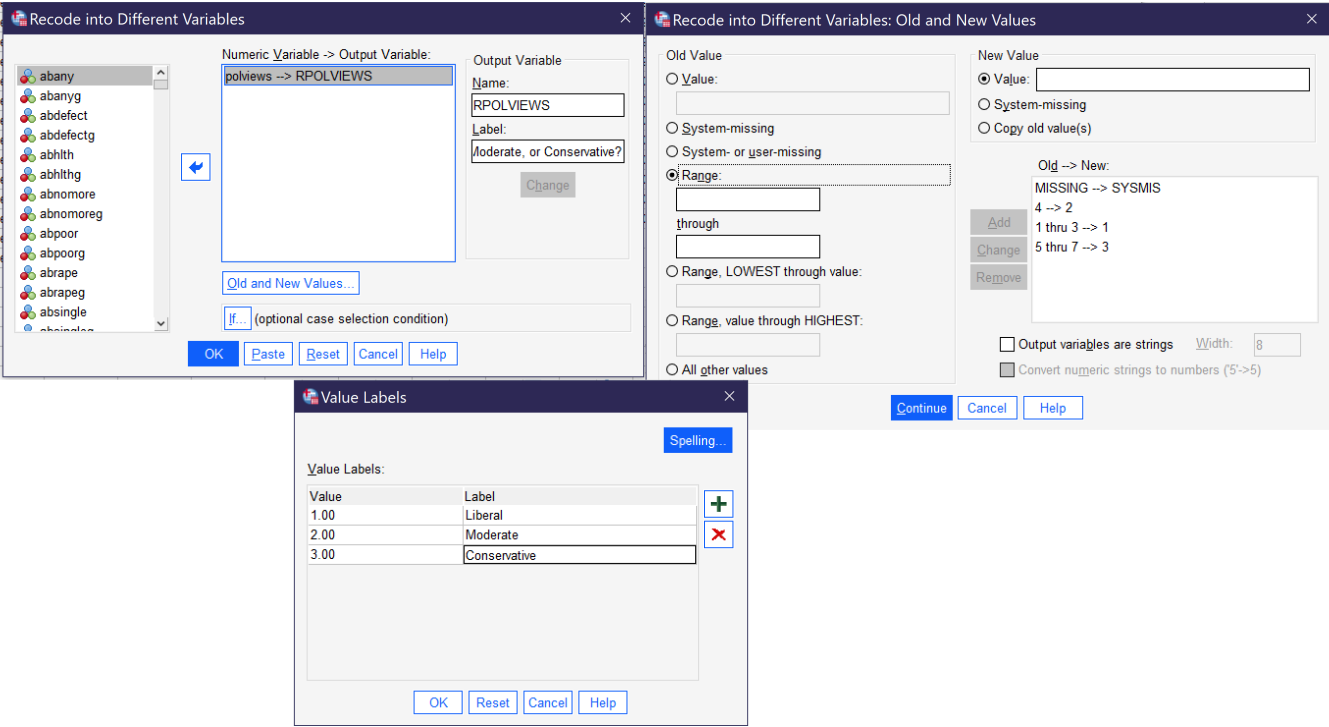 Recode into Different Variables
Numeric Variable -> Output Variable:
abany
abanyg
abdefect
abdefectg
abhlth
abhlthg
abnomore
abnomoreg
abpoor
abpoorg
abrape
abrapeg
absingle
absingleg
polviews --> RPOLVIEWS
Output Variable
Name:
RPOLVIEWS
Label:
Moderate, or Conservative?
Change
Old and New Values...
If... (optional case selection condition)
OK Paste Reset Cancel Help
Recode into Different Variables: Old and New Values
Old Value
Value:
System-missing
System- or user-missing
Range:
through
Range, LOWEST through value:
Range, value through HIGHEST:
All other values
New Value
Value:
System-missing
Copy old value(s)
Old --> New:
MISSING --> SYSMIS
4 --> 2
1 thru 3 --> 1
5 thru 7 --> 3
Add
Change
Remove
Output variables are strings Width: 8
Convert numeric strings to numbers ('5'->5)
Continue Cancel Help
Value Labels
Spelling...
Value Labels:
Value Label
1.00 Liberal
2.00 Moderate
3.00 Conservative
OK Reset Cancel Help